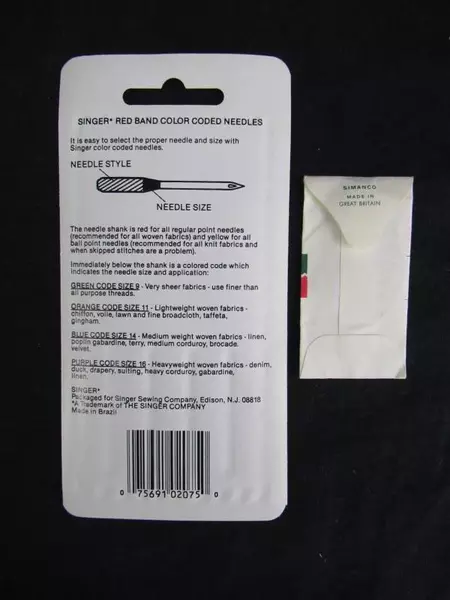 SINGER* RED BAND COLOR CODED NEEDLES
It is easy to select the proper needle and size with
Singer color coded needles.
NEEDLE STYLE
NEEDLE SIZE
The needle shank is red for all regular point needles
(recommended for all woven fabrics) and yellow for all
ball point needles (recommended for all knit fabrics and
when skipped stitches are a problem).
Immediately below the shank is a colored code which
indicates the needle size and application:
GREEN CODE SIZE 9 - Very sheer fabrics - use finer than
all purpose threads.
ORANGE CODE SIZE 11 - Lightweight woven fabrics -
chiffon, voile, lawn and fine broadcloth, taffeta,
gingham.
BLUE CODE SIZE 14 - Medium weight woven fabrics - linen,
poplin gabardine, terry, medium corduroy, brocade,
velvet.
PURPLE CODE SIZE 16 - Heavyweight woven fabrics - denim,
duck, drapery, suiting, heavy corduroy, gabardine,
linen.
SINGER*
Packaged for Singer Sewing Company, Edison, N.J. 08818
*A Trademark of THE SINGER COMPANY
Made in Brazil
0 75691 02075 0
SIMANCO
MADE IN
GREAT BRITAIN